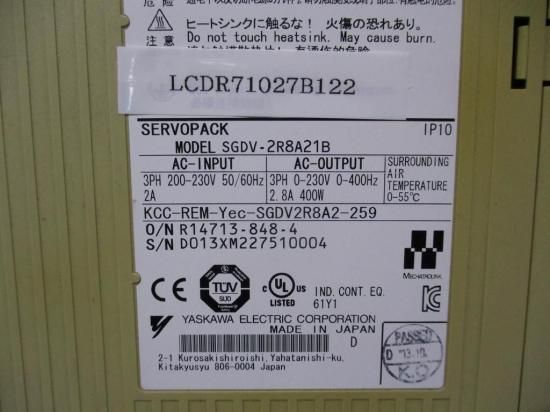 危険
ヒートシンクに触るな! 火傷の恐れあり。
注意 Do not touch heatsink. May cause burn.
LCDR71027B122
SERVOPACK IP10
MODEL SGDV-2R8A21B
AC-INPUT AC-OUTPUT SURROUNDING AIR TEMPERATURE 0-55℃
3PH 200-230V 50/60Hz 3PH 0-230V 0-400Hz
2A 2.8A 400W
KCC-REM-Yec-SGDV2R8A2-259
O/N R14713-848-4
S/N D013XM227510004
MECHATROLINK
TÜV
SÜD
C UL US LISTED IND. CONT. EQ. 61Y1
YASKAWA ELECTRIC CORPORATION
MADE IN JAPAN D
2-1 Kurosakishiroishi, Yahatanishi-ku,
Kitakyusyu 806-0004 Japan
PASSED
D
K.O